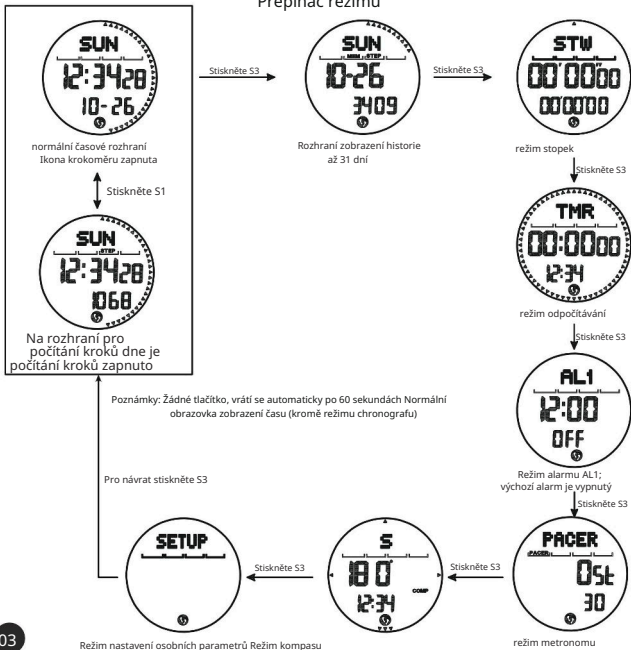 Přepínač režimů
SUN
12:34 28
10-26
normální časové rozhraní
Ikona krokoměru zapnuta
Stiskněte S1
SUN
STEP
12:34 28
1068
Na rozhraní pro
počítání kroků dne je
počítání kroků zapnuto
Stiskněte S3
SUN
MEM STEP
10-26
3409
Rozhraní zobrazení historie
až 31 dní
Stiskněte S3
STW
00'00"00
00'00'00
režim stopek
Stiskněte S3
TMR
00:00 00
12:34
režim odpočítávání
Stiskněte S3
AL1
12:00
OFF
Režim alarmu AL1;
výchozí alarm je vypnutý
Stiskněte S3
PACER
PACER
0St
30
režim metronomu
Stiskněte S3
S
180°
COMP
12:34
Stiskněte S3
SETUP
Režim nastavení osobních parametrů Režim kompasu
Pro návrat stiskněte S3
Poznámky: Žádné tlačítko, vrátí se automaticky po 60 sekundách Normální
obrazovka zobrazení času (kromě režimu chronografu)
03